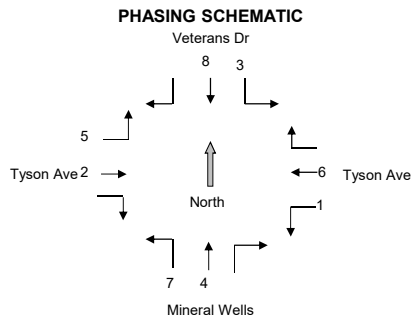 PHASING SCHEMATIC
Veterans Dr
8 3
5
Tyson Ave 2
6 Tyson Ave
North
1
7 4
Mineral Wells